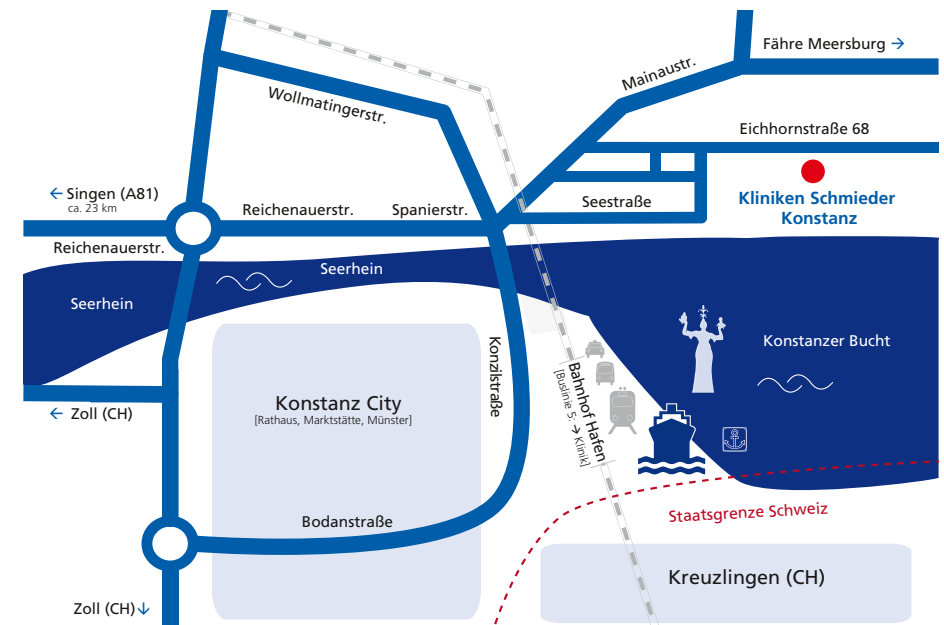 Fähre Meersburg →
Mainaustr.
Wollmatingerstr.
Eichhornstraße 68
← Singen (A81)
ca. 23 km
Reichenauerstr.
Spanierstr.
Seestraße
Kliniken Schmieder
Konstanz
Reichenauerstr.
Seerhein
Seerhein
Konstanzer Bucht
Konzilstraße
Bahnhof Hafen
[Buslinie 5: → Klinik]
Konstanz City
[Rathaus, Marktstätte, Münster]
← Zoll (CH)
Staatsgrenze Schweiz
Bodanstraße
Kreuzlingen (CH)
Zoll (CH) ↓